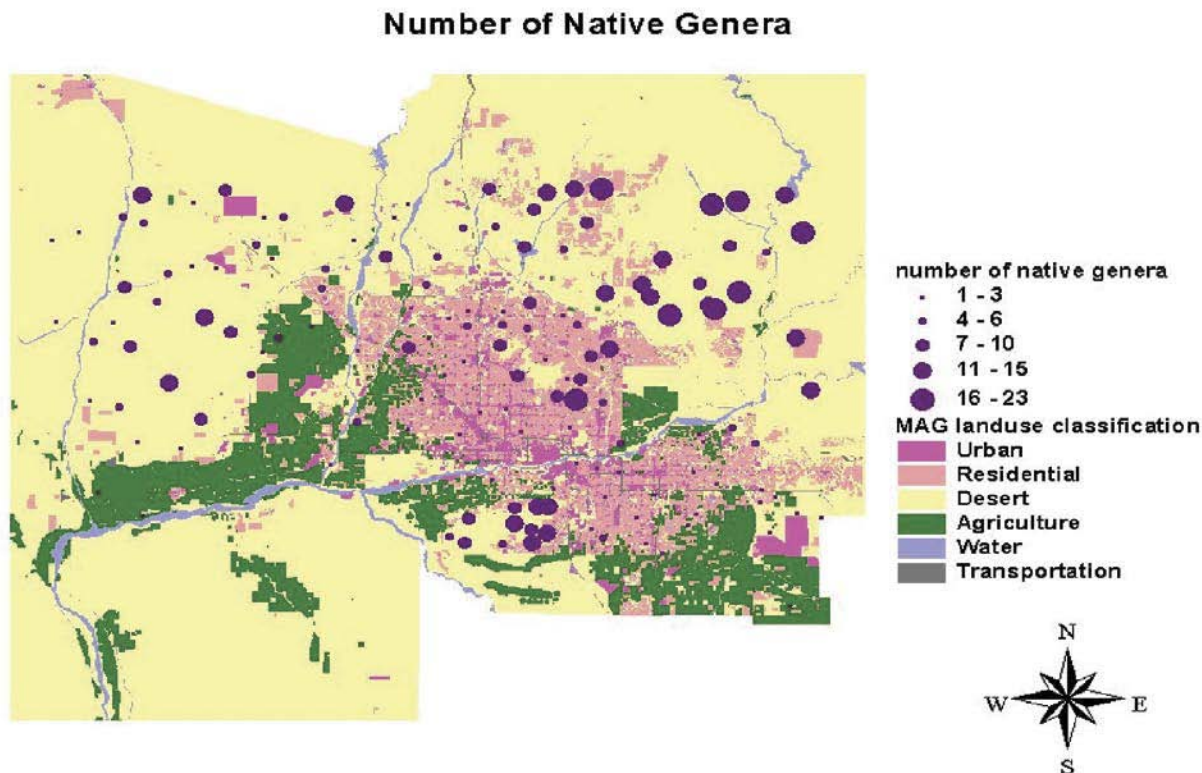 Number of Native Genera
number of native genera
1 - 3
4 - 6
7 - 10
11 - 15
16 - 23
MAG landuse classification
Urban
Residential
Desert
Agriculture
Water
Transportation
N
W E
S